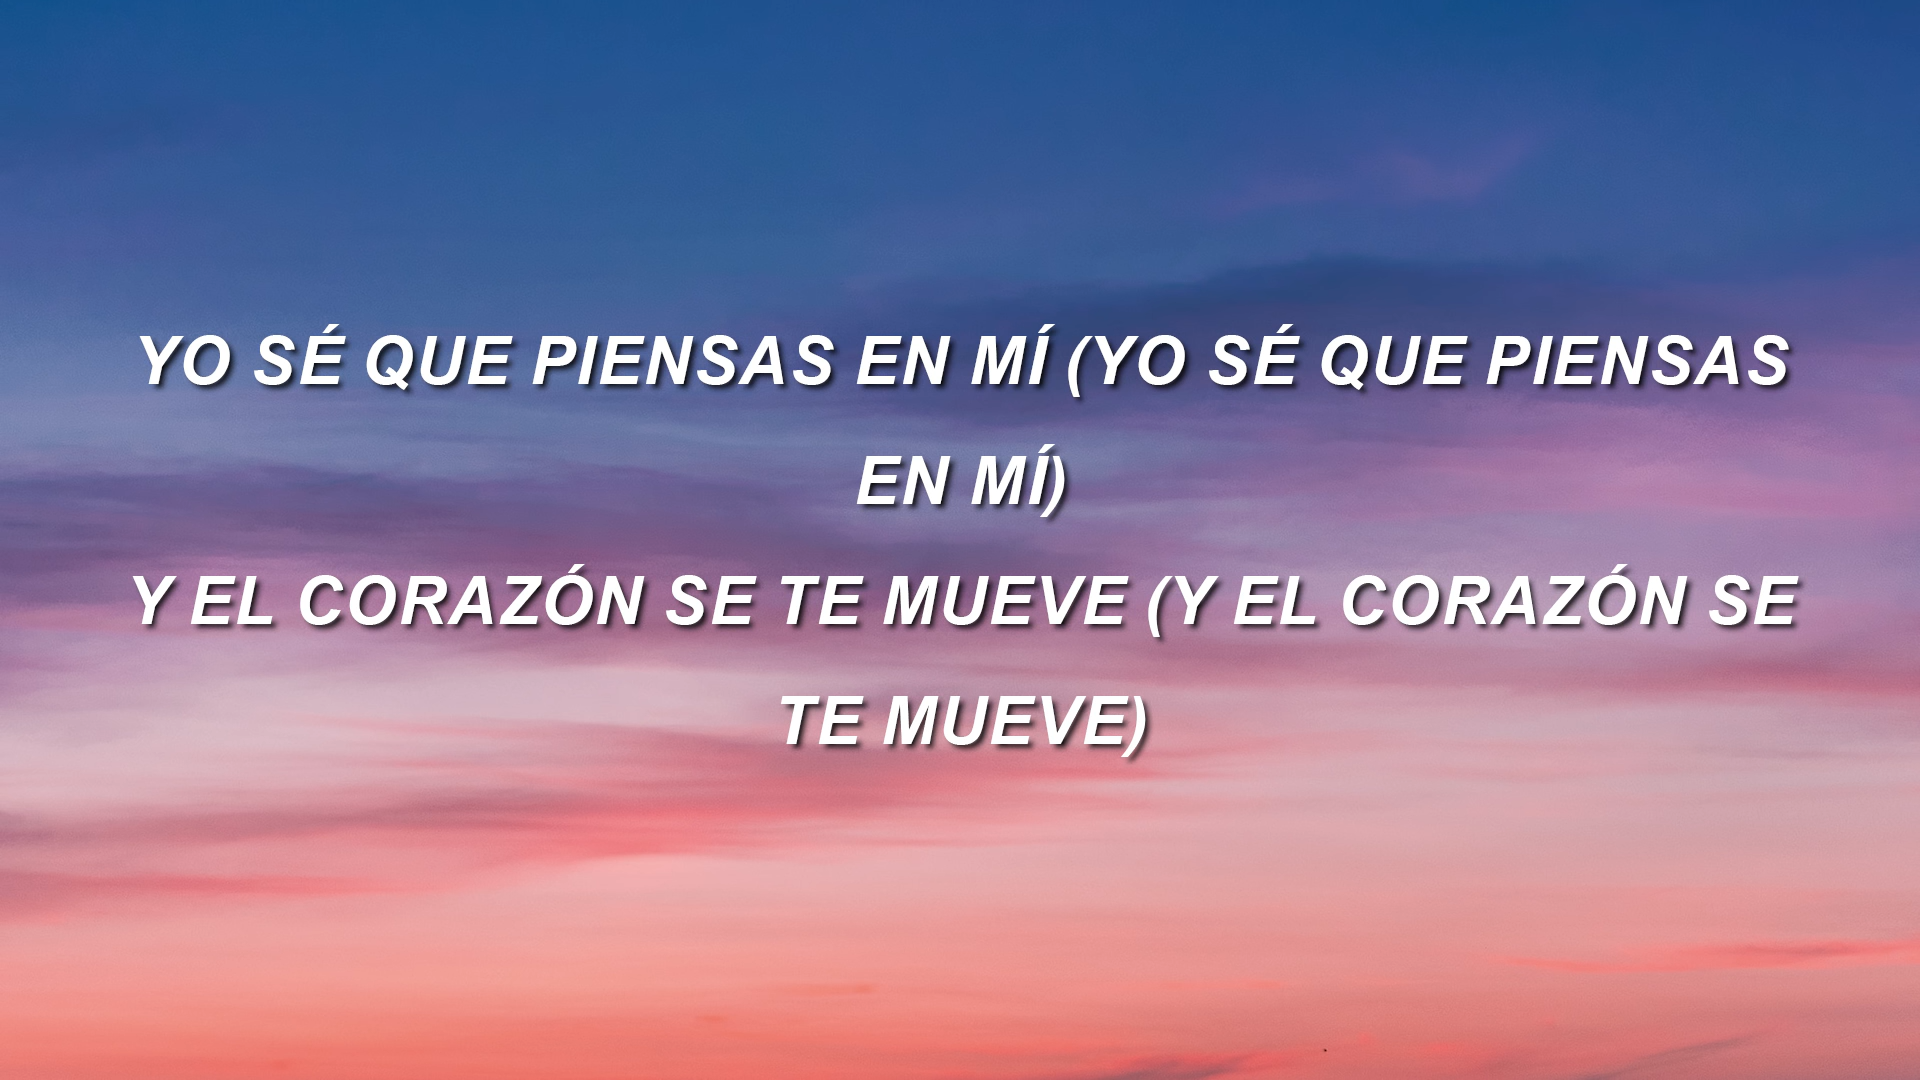 YO SÉ QUE PIENSAS EN MÍ (YO SÉ QUE PIENSAS
EN MÍ)
Y EL CORAZÓN SE TE MUEVE (Y EL CORAZÓN SE
TE MUEVE)